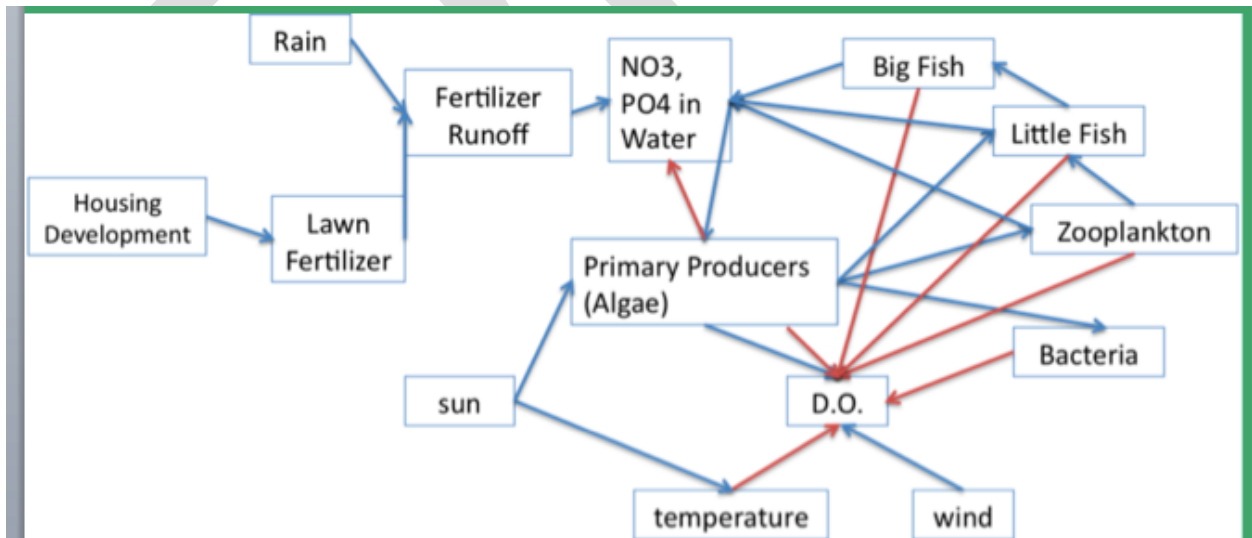 Rain
Fertilizer
Runoff
NO3,
PO4 in
Water
Big Fish
Little Fish
Housing
Development
Lawn
Fertilizer
Zooplankton
Primary Producers
(Algae)
Bacteria
sun
D.O.
temperature
wind